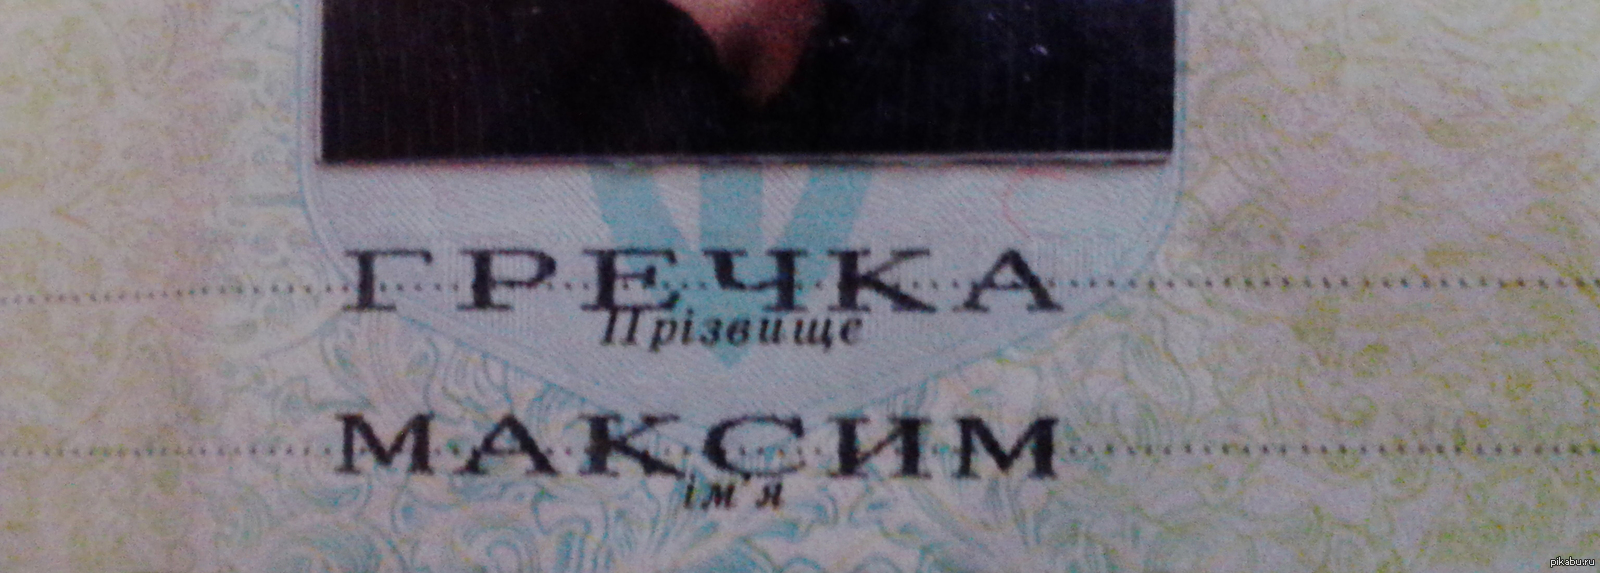 ГРЕЧКА
Прізвище
МАКСИМ
ім'я
pikabu.ru